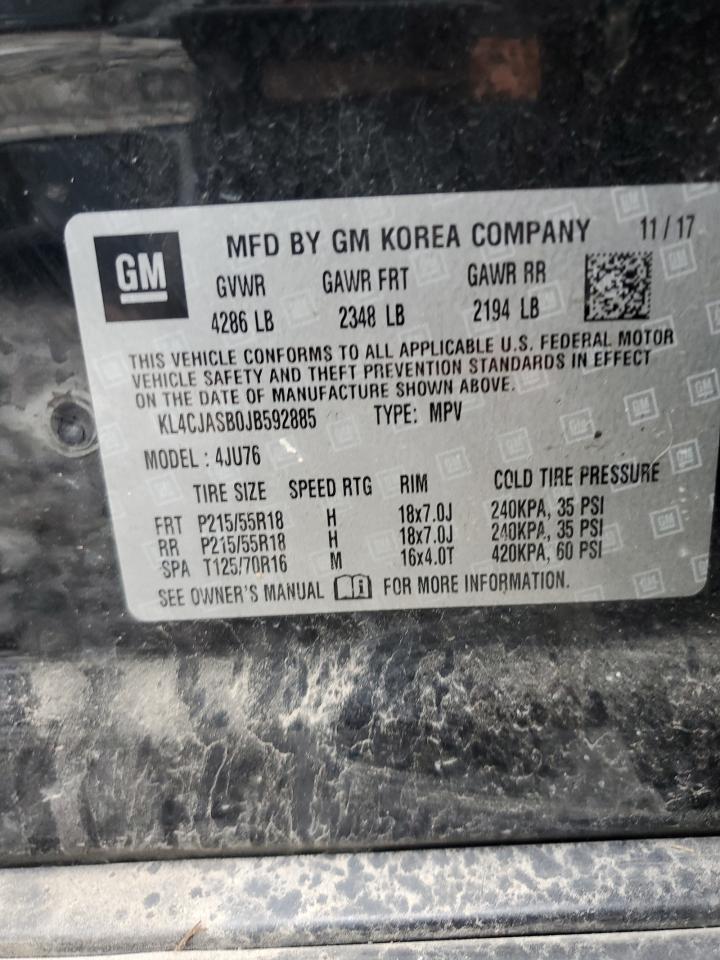 GM
MFD BY GM KOREA COMPANY 11 / 17
GVWR GAWR FRT GAWR RR
4286 LB 2348 LB 2194 LB
THIS VEHICLE CONFORMS TO ALL APPLICABLE U.S. FEDERAL MOTOR
VEHICLE SAFETY AND THEFT PREVENTION STANDARDS IN EFFECT
ON THE DATE OF MANUFACTURE SHOWN ABOVE.
KL4CJASB0JB592885 TYPE: MPV
MODEL : 4JU76
TIRE SIZE SPEED RTG RIM COLD TIRE PRESSURE
FRT P215/55R18 H 18x7.0J 240KPA, 35 PSI
RR P215/55R18 H 18x7.0J 240KPA, 35 PSI
SPA T125/70R16 M 16x4.0T 420KPA, 60 PSI
SEE OWNER'S MANUAL i FOR MORE INFORMATION.